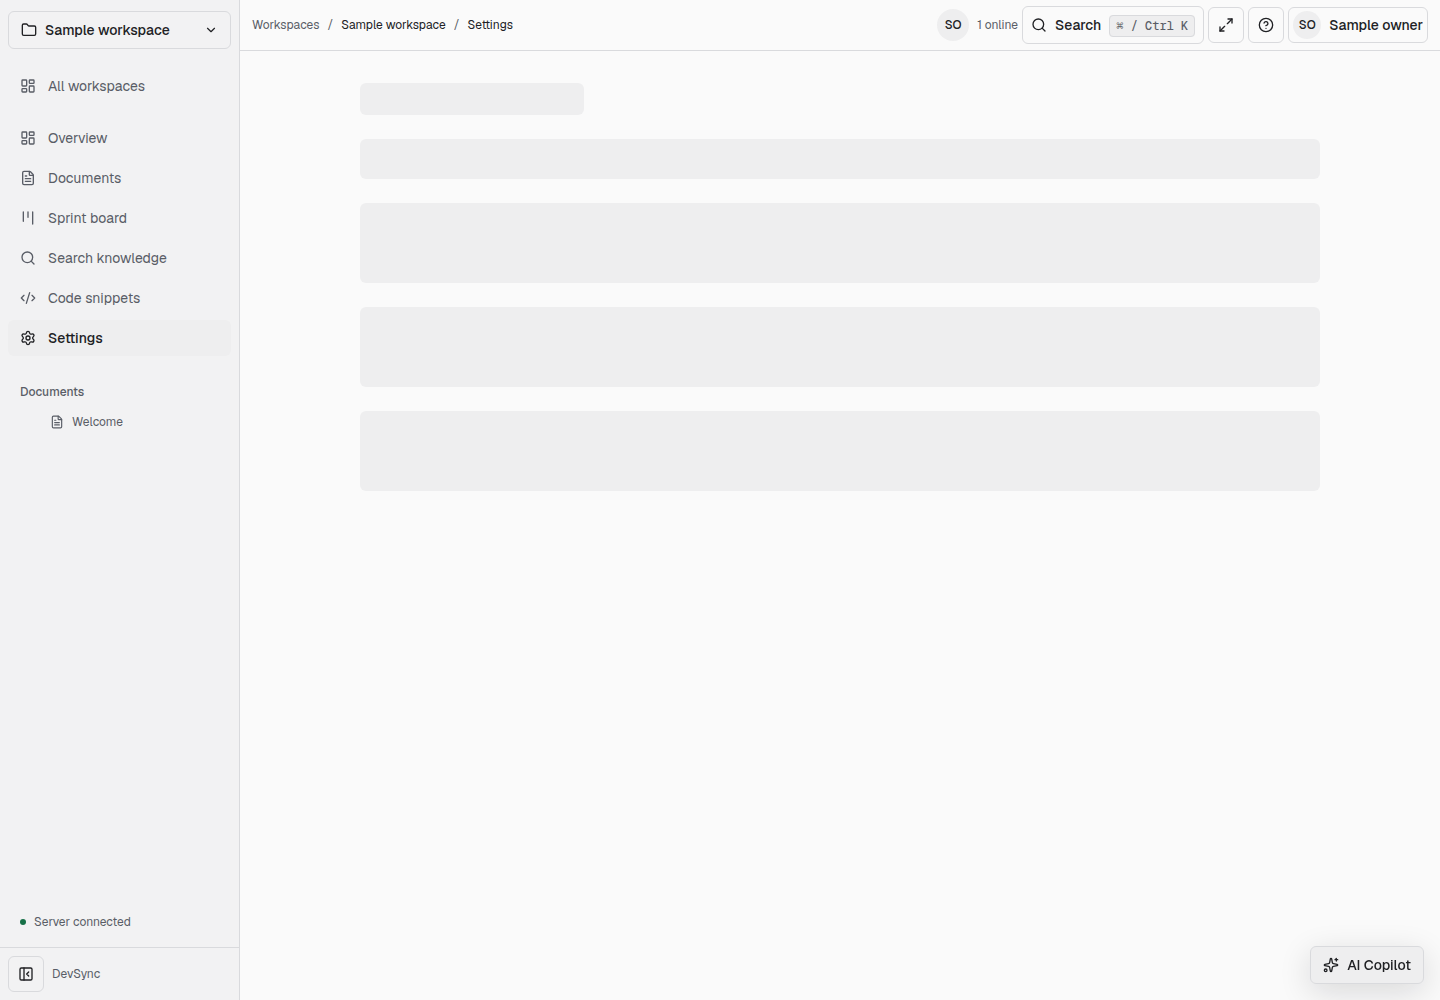 Sample workspace
All workspaces
Overview
Documents
Sprint board
Search knowledge
Code snippets
Settings
Documents
Welcome
Server connected
DevSync
Workspaces / Sample workspace / Settings
SO 1 online Search ⌘ / Ctrl K SO Sample owner
AI Copilot